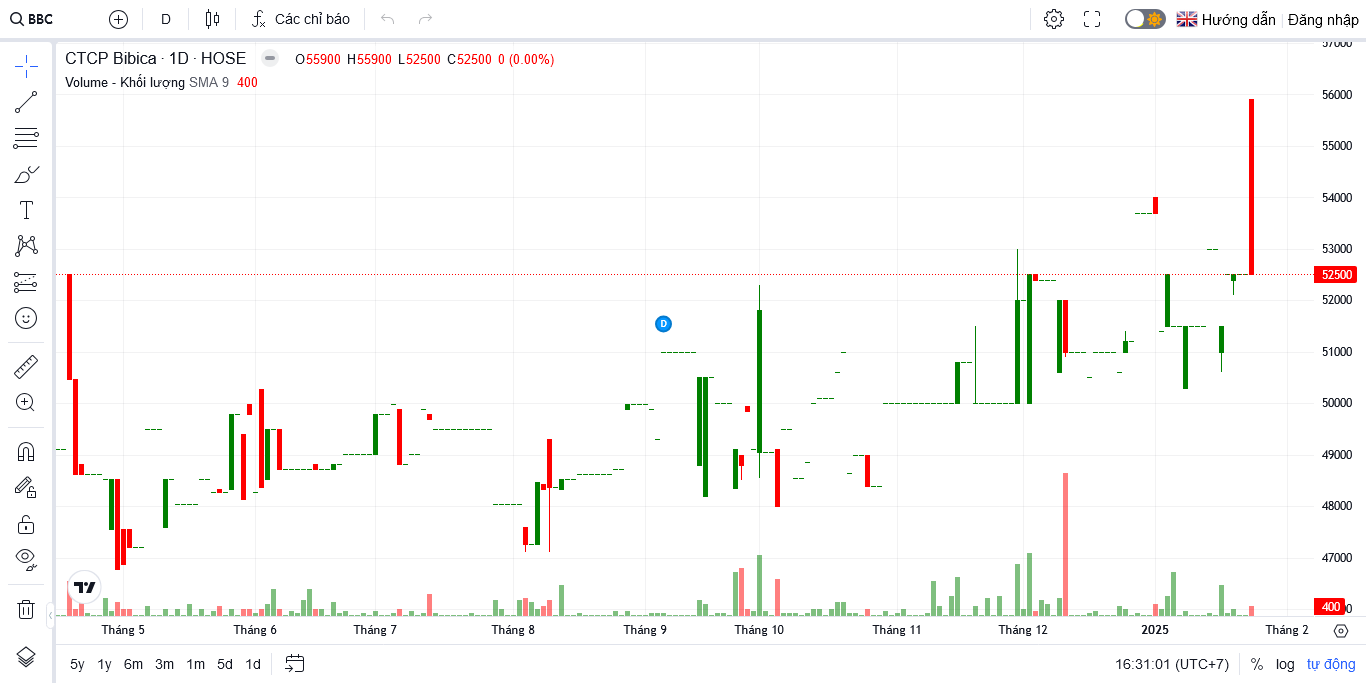 BBC D Các chỉ báo Hướng dẫn Đăng nhập
CTCP Bibica · 1D · HOSE O55900 H55900 L52500 C52500 0 (0.00%)
Volume - Khối lượng SMA 9 400
57000
56000
55000
54000
53000
52500
52000
51000
50000
49000
48000
47000
400
D
Tháng 5 Tháng 6 Tháng 7 Tháng 8 Tháng 9 Tháng 10 Tháng 11 Tháng 12 2025 Tháng 2
5y 1y 6m 3m 1m 5d 1d 16:31:01 (UTC+7) % log tự động